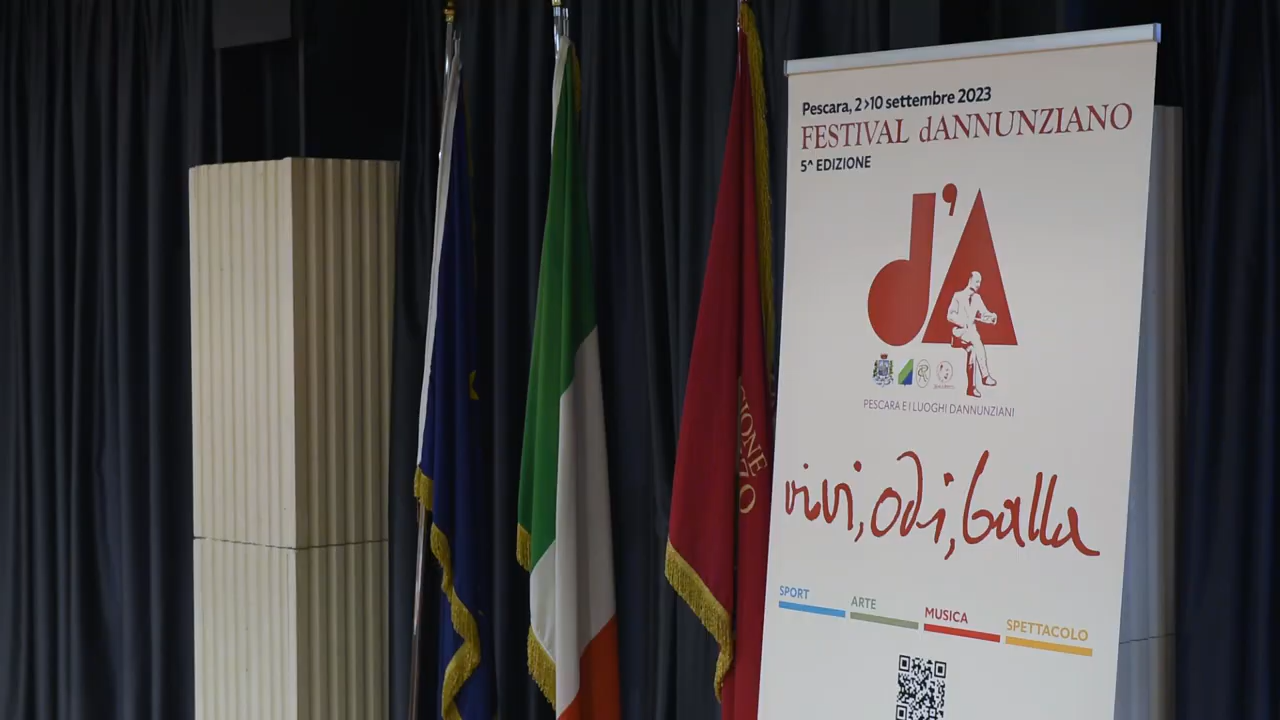 Pescara, 2>10 settembre 2023
FESTIVAL dANNUNZIANO
5^ EDIZIONE
d'A
PESCARA E I LUOGHI DANNUNZIANI
vivi, odi, balla
SPORT
ARTE
MUSICA
SPETTACOLO